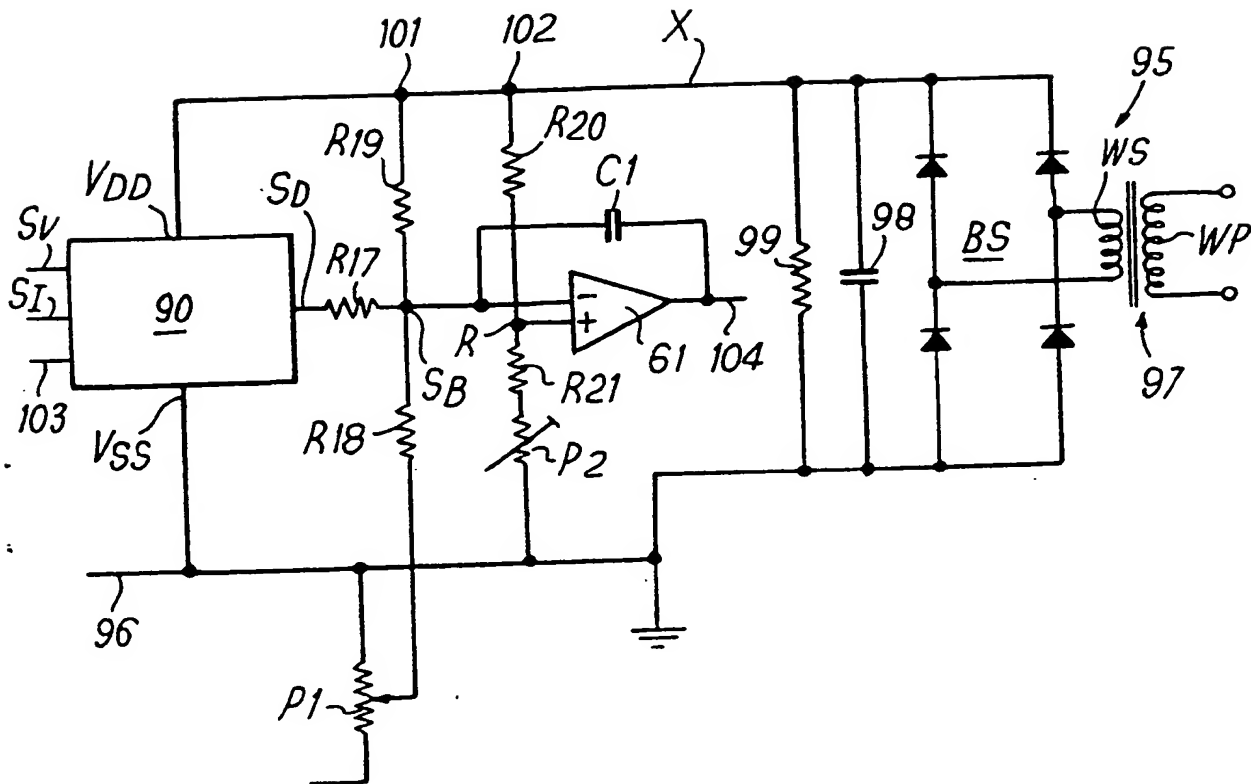 101
102
X
95
R19
R20
WS
VDD
SD
C1
SV
R17
99
98
BS
WP
SI
90
-
+
R
61
104
103
SB
R21
97
VSS
R18
P2
96
P1